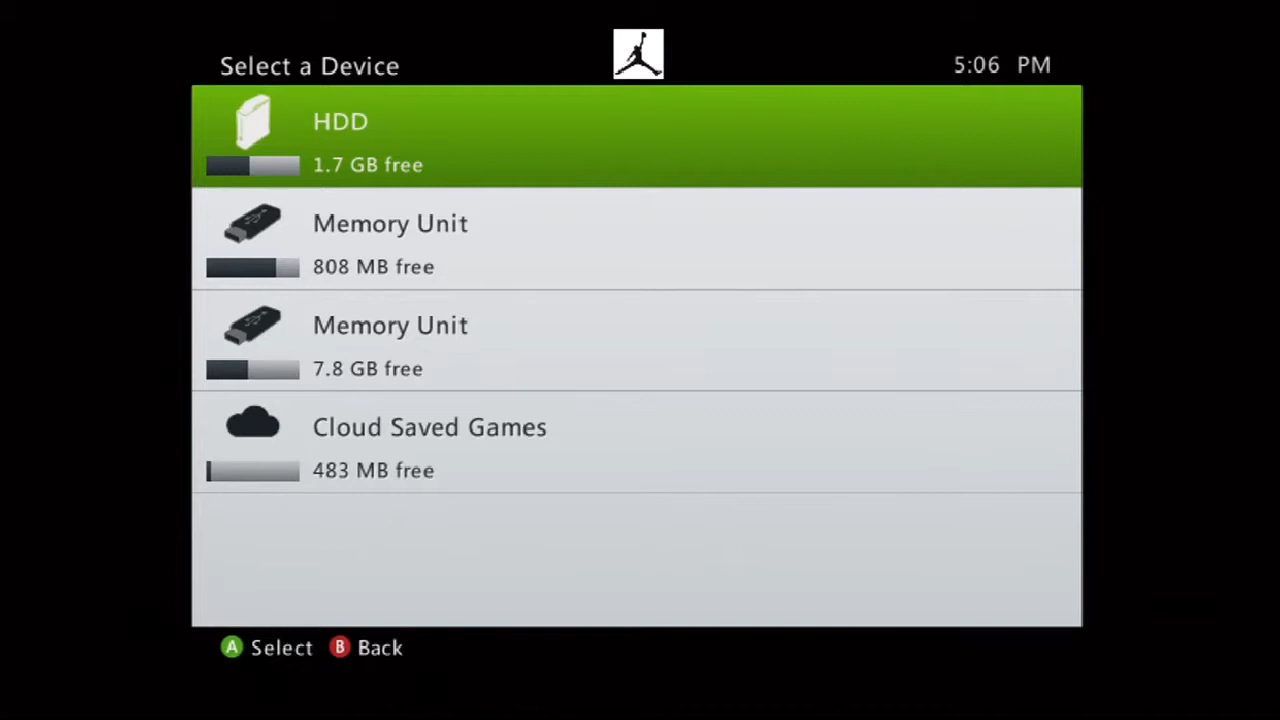 Select a Device
5:06 PM
HDD
1.7 GB free
Memory Unit
808 MB free
Memory Unit
7.8 GB free
Cloud Saved Games
483 MB free
A Select B Back